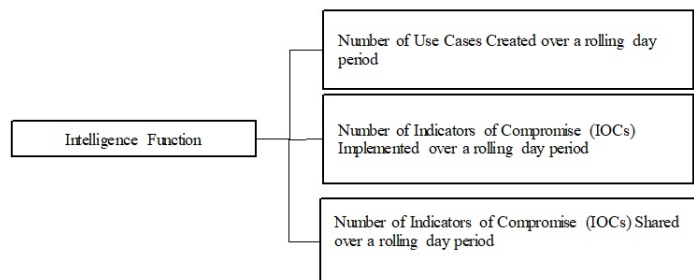 Number of Use Cases Created over a rolling day
period
Intelligence Function
Number of Indicators of Compromise (IOCs)
Implemented over a rolling day period
Number of Indicators of Compromise (IOCs) Shared
over a rolling day period